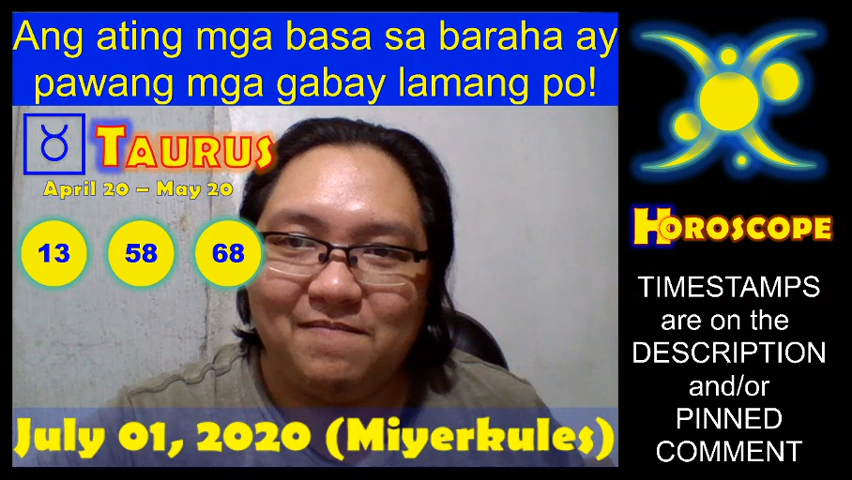 Ang ating mga basa sa baraha ay
pawang mga gabay lamang po!
TAURUS
April 20 – May 20
13 58 68
July 01, 2020 (Miyerkules)
HOROSCOPE
TIMESTAMPS
are on the
DESCRIPTION
and/or
PINNED
COMMENT